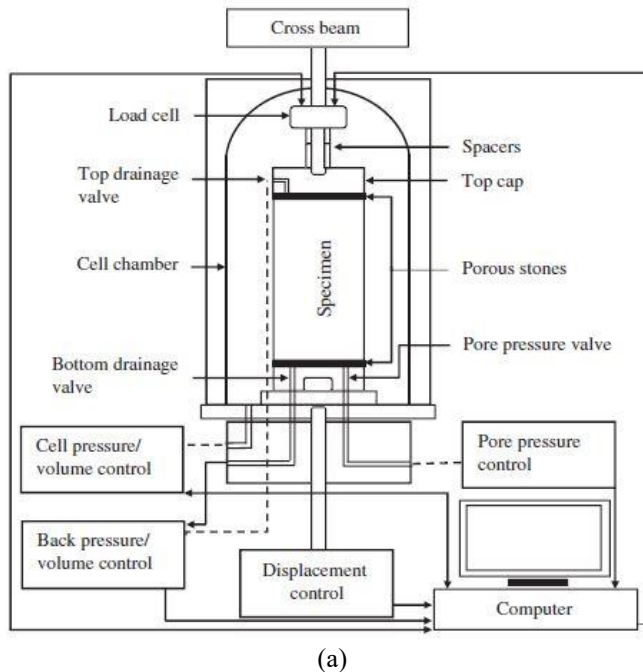 Cross beam
Load cell
Spacers
Top drainage
valve
Top cap
Cell chamber
Specimen
Porous stones
Bottom drainage
valve
Pore pressure valve
Cell pressure/
volume control
Pore pressure
control
Back pressure/
volume control
Displacement
control
Computer
(a)